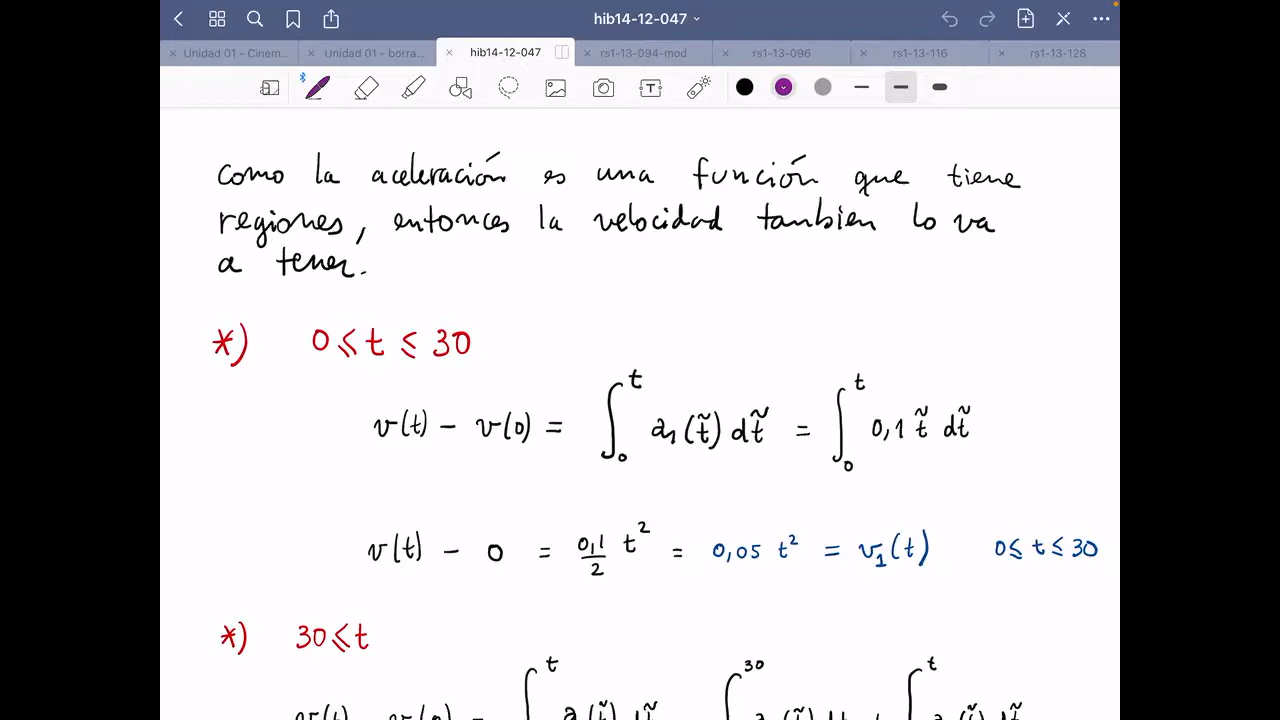 hib14-12-047
Unidad 01 - Cinem...
Unidad 01 - borra...
hib14-12-047
rs1-13-094-mod
rs1-13-096
rs1-13-116
rs1-13-128
T
como la aceleración es una función que tiene
regiones, entonces la velocidad tambien lo va
a tener.
*) 0 ≤ t ≤ 30
v(t) - v(0) = ∫₀ᵗ a₁(t̃) dt̃ = ∫₀ᵗ 0,1 t̃ dt̃
v(t) - 0 = 0,1/2 t² = 0,05 t² = v₁(t) 0 ≤ t ≤ 30
*) 30 ≤ t